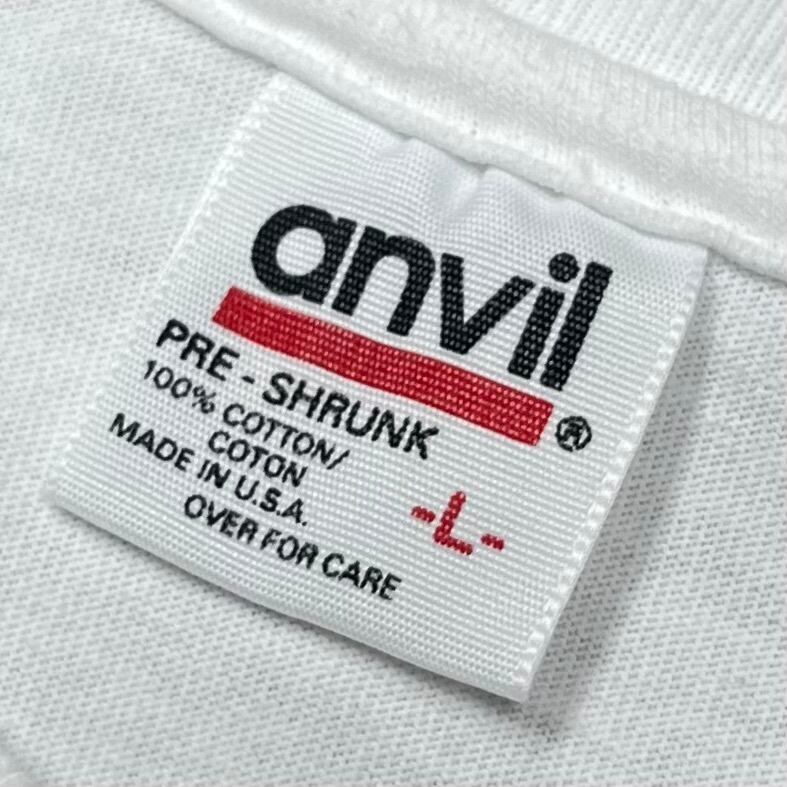 anvil®
PRE - SHRUNK
100% COTTON/
COTON
MADE IN U.S.A.
-L-
OVER FOR CARE